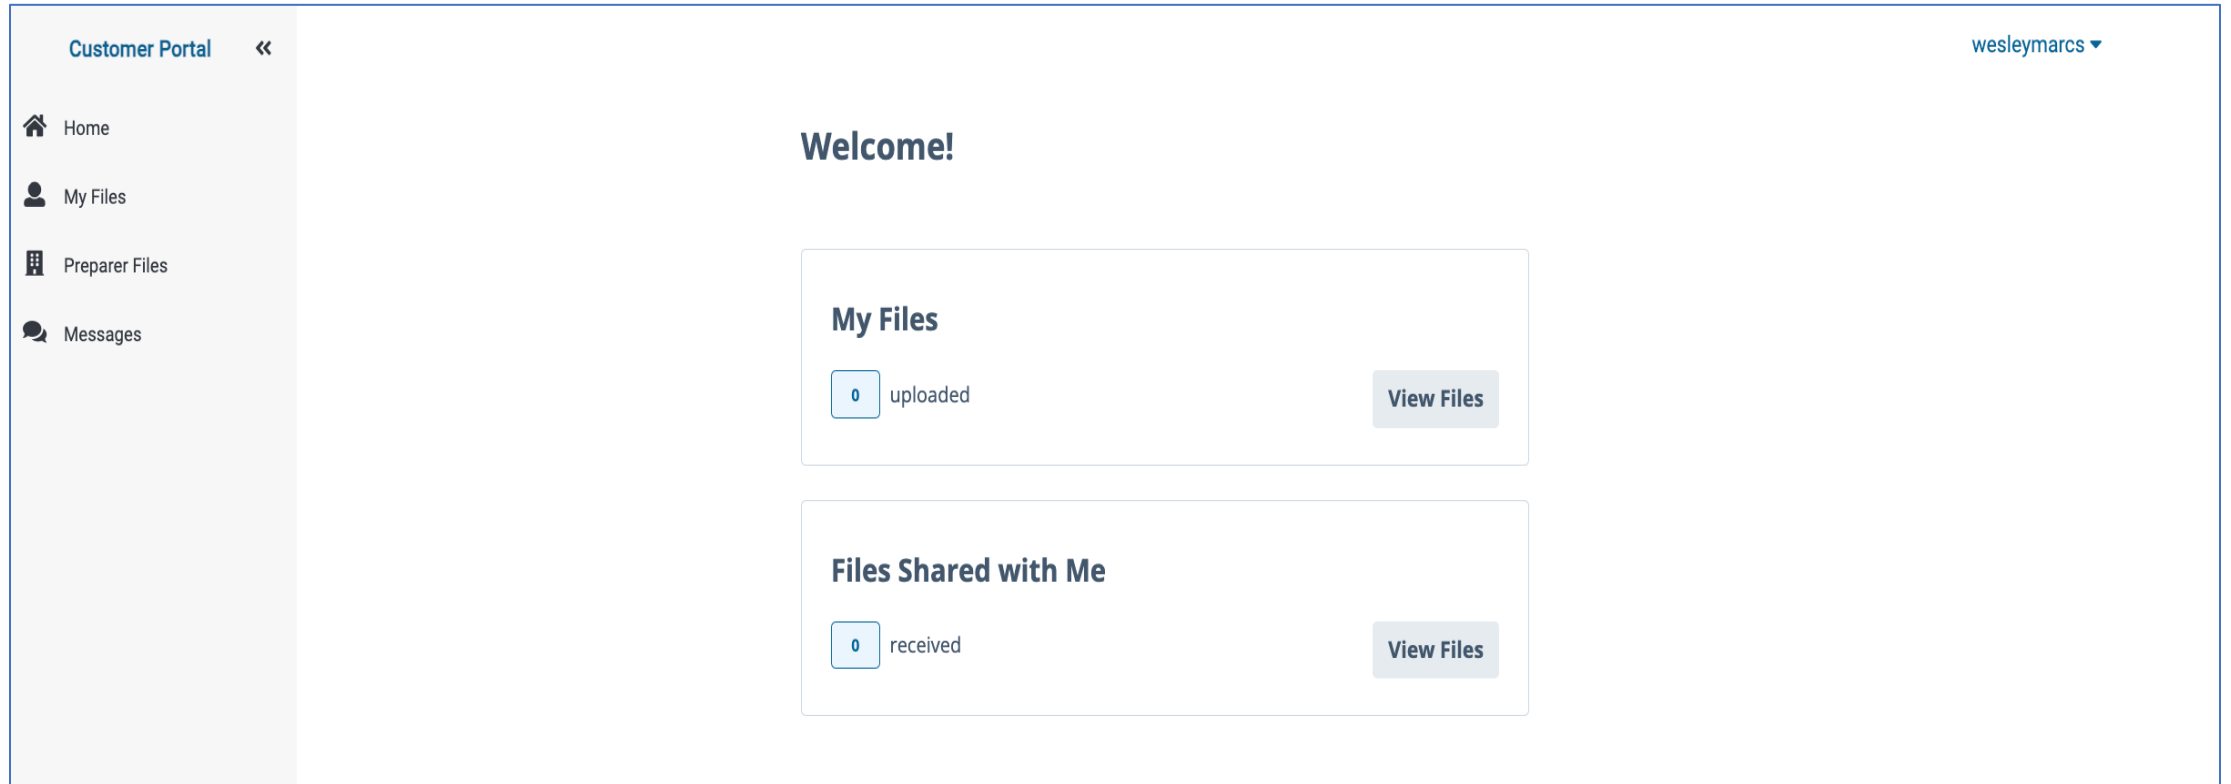 Customer Portal
wesleymarcs
Home
My Files
Preparer Files
Messages
Welcome!
My Files
0 uploaded
View Files
Files Shared with Me
0 received
View Files